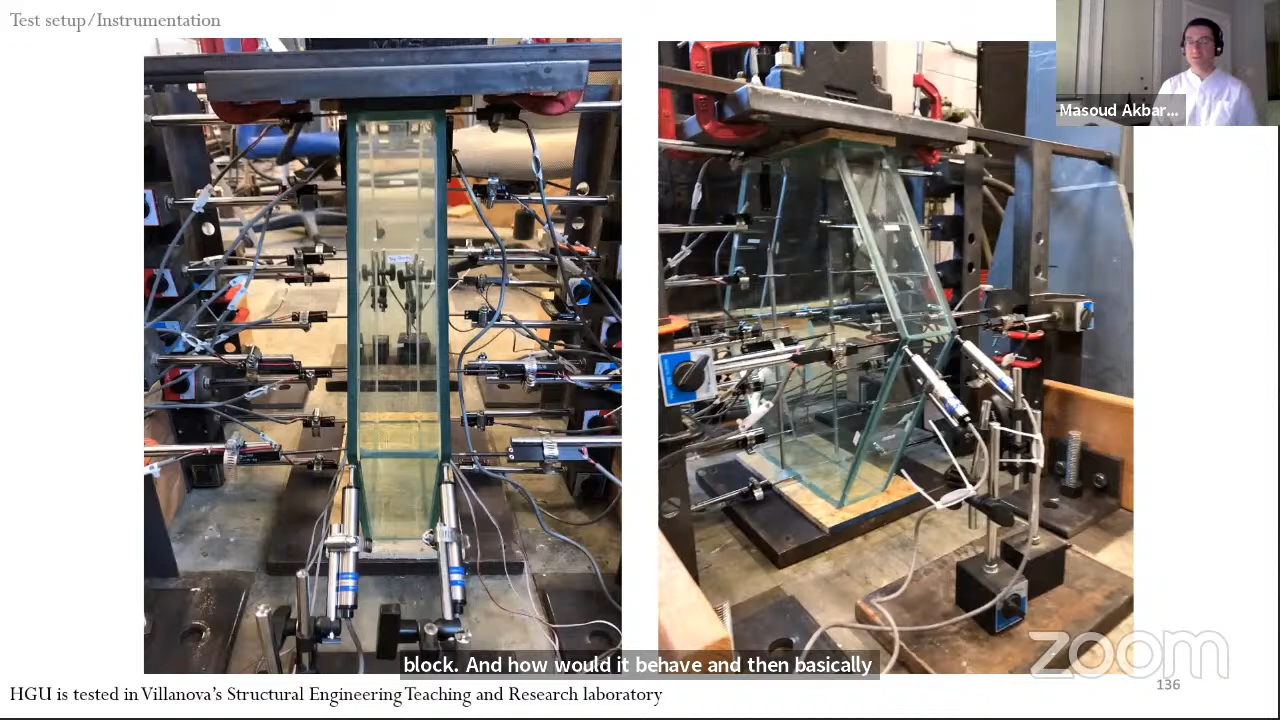 Test setup/Instrumentation
Masoud Akbar...
block. And how would it behave and then basically
HGU is tested in Villanova's Structural Engineering Teaching and Research laboratory
zoom
136